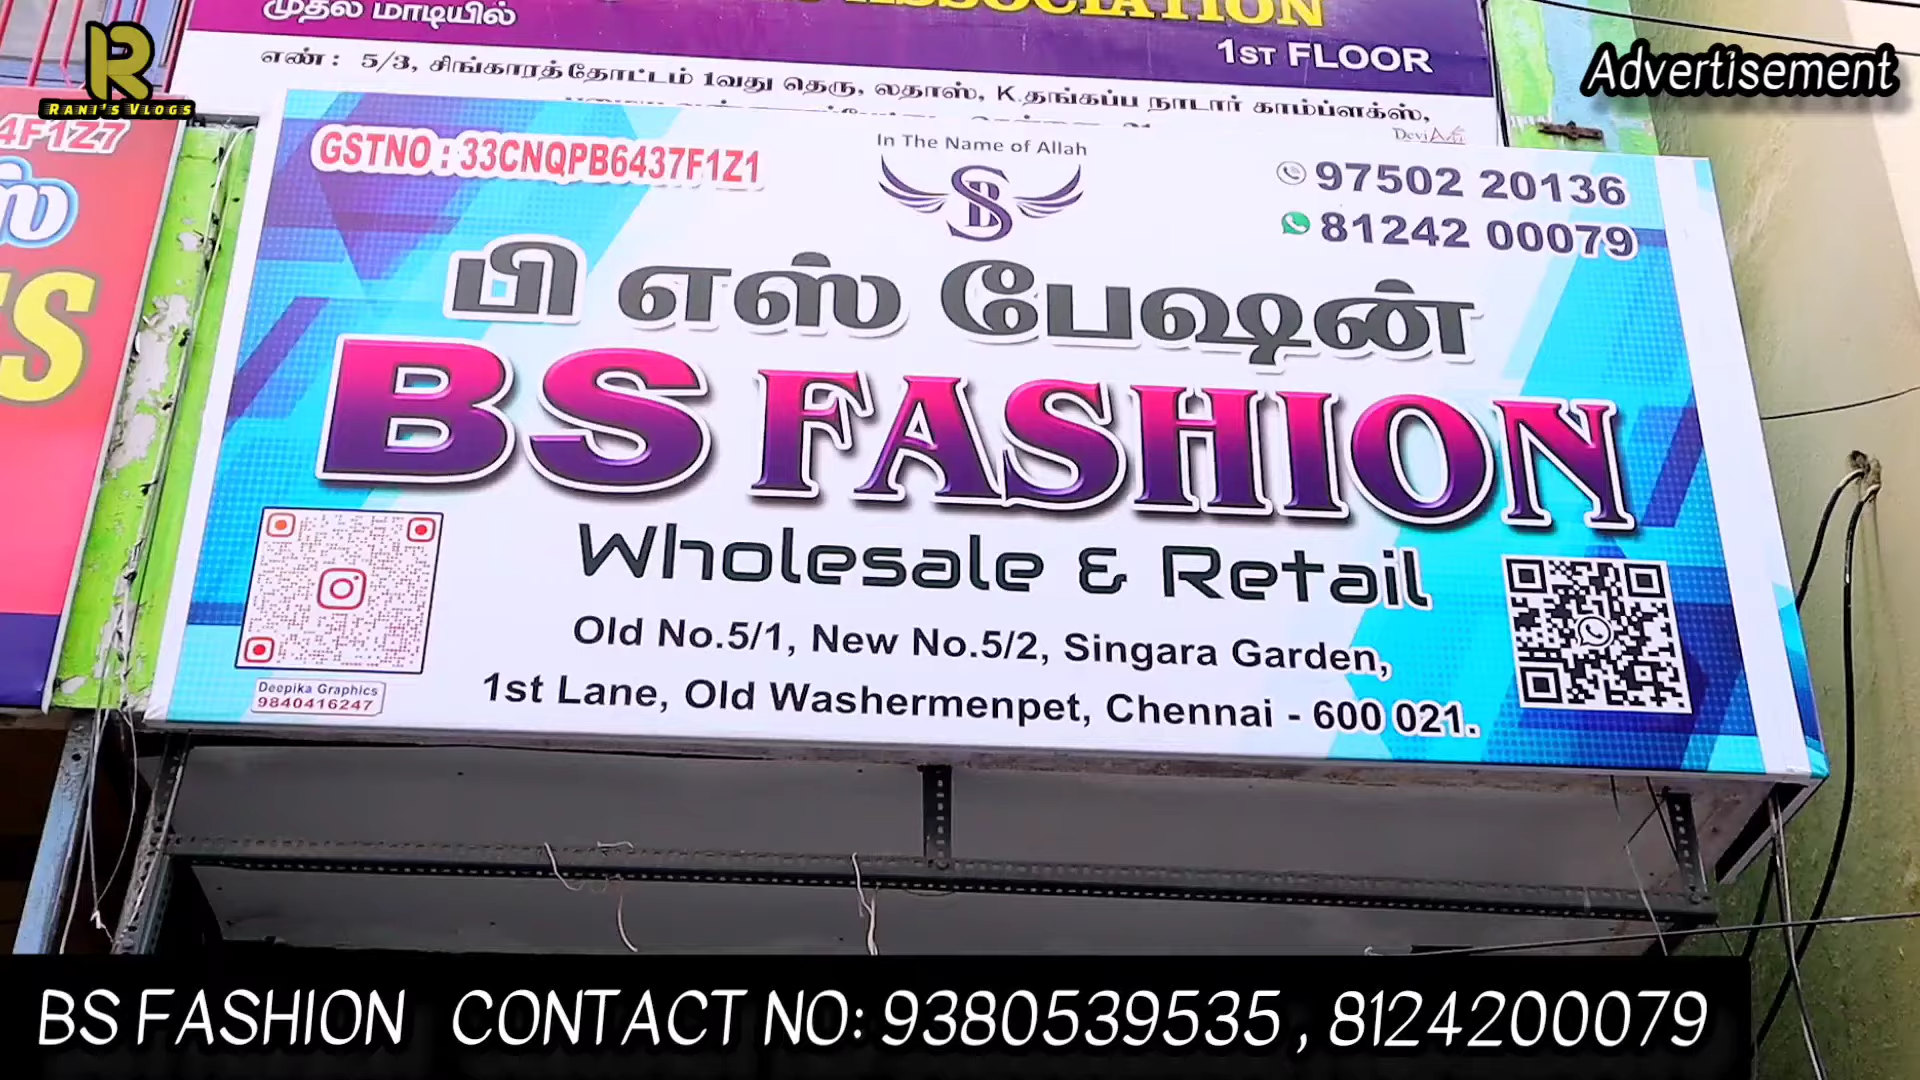 முதல் மாடியில்
ASSOCIATION
1ST FLOOR
எண் : 5/3, சிங்காரத்தோட்டம் 1வது தெரு, லதாஸ், K.தங்கப்ப நாடார் காம்ப்ளக்ஸ்,
Advertisement
R
RANI'S VLOGS
4F1Z7
ஸ்
GSTNO : 33CNQPB6437F1Z1
In The Name of Allah
BS
97502 20136
81242 00079
பி எஸ் பேஷன்
BS FASHION
Wholesale & Retail
Old No.5/1, New No.5/2, Singara Garden,
1st Lane, Old Washermenpet, Chennai - 600 021.
Deepika Graphics
9840416247
BS FASHION CONTACT NO: 9380539535 , 8124200079